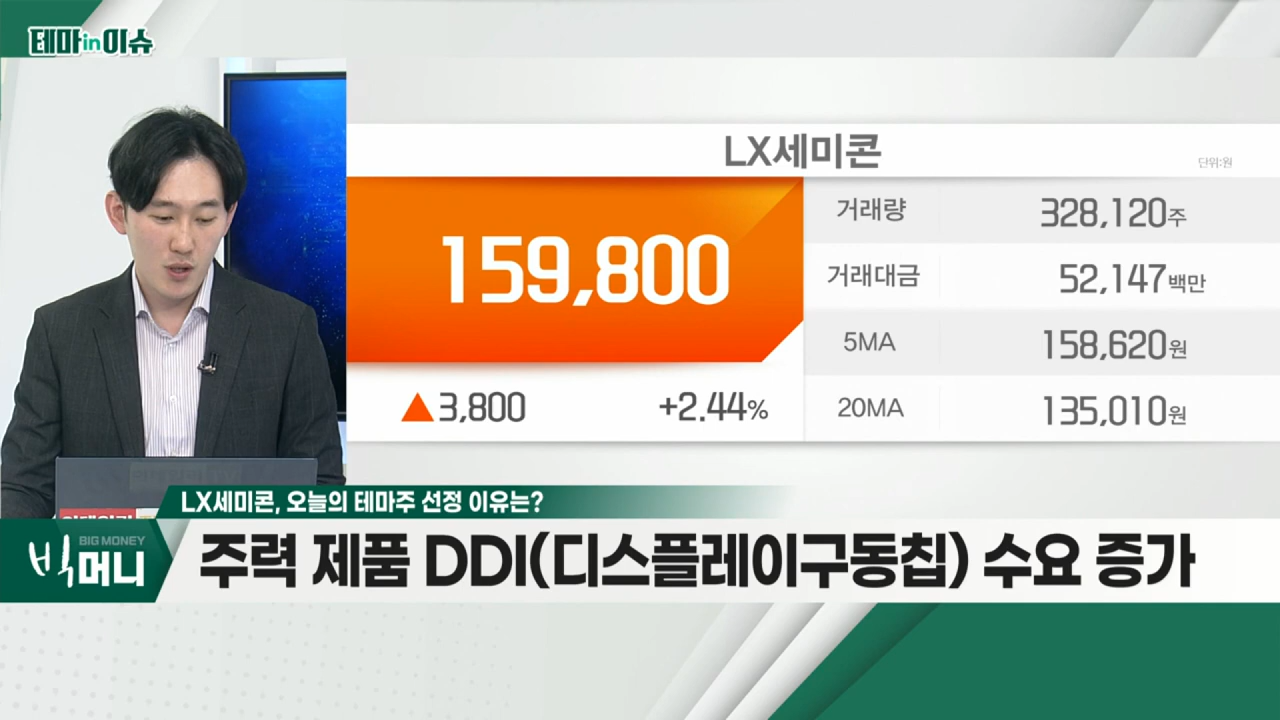 테마in이슈
LX세미콘
단위:원
159,800
▲3,800 +2.44%
거래량 328,120주
거래대금 52,147백만
5MA 158,620원
20MA 135,010원
LX세미콘, 오늘의 테마주 선정 이유는?
BIG MONEY
빅머니
주력 제품 DDI(디스플레이구동칩) 수요 증가